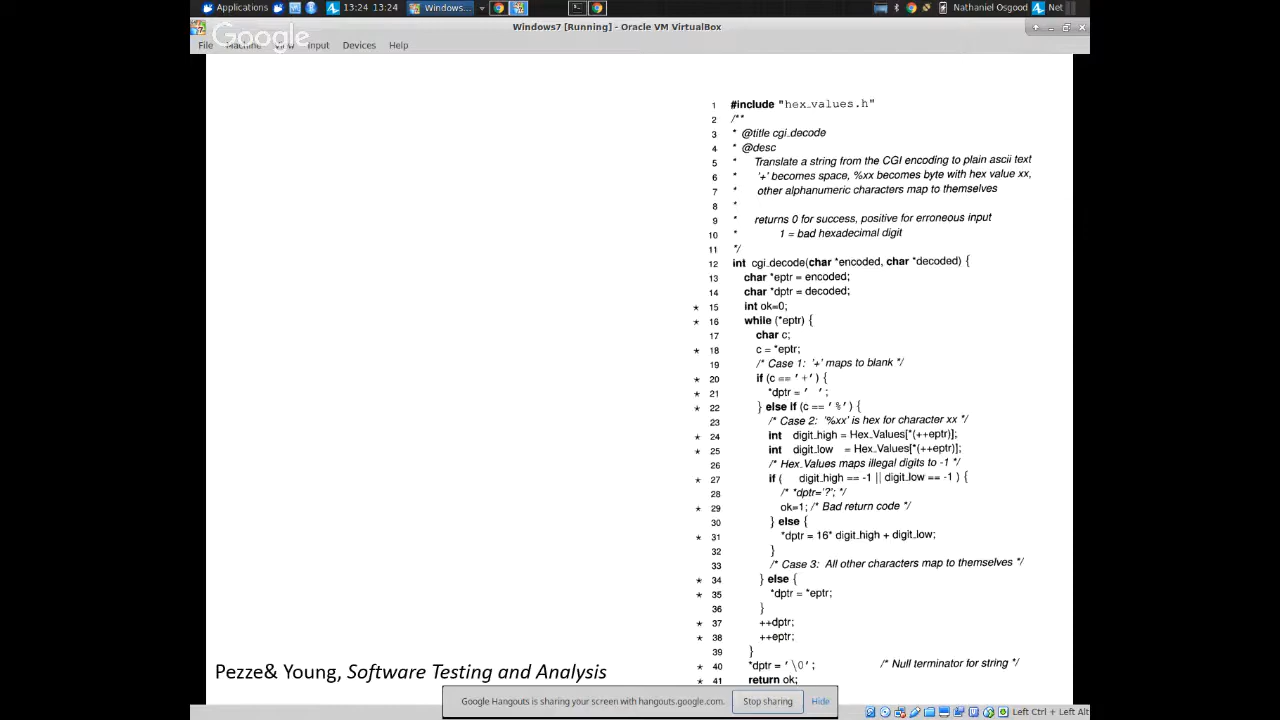 Applications 13:24 13:24 Windows... Nathaniel Osgood Net
Windows7 [Running] - Oracle VM VirtualBox
Google
File Machine View Input Devices Help
1 #include "hex_values.h"
2 /**
3 * @title cgi_decode
4 * @desc
5 * Translate a string from the CGI encoding to plain ascii text
6 * '+' becomes space, %xx becomes byte with hex value xx,
7 * other alphanumeric characters map to themselves
8 *
9 * returns 0 for success, positive for erroneous input
10 * 1 = bad hexadecimal digit
11 */
12 int cgi_decode(char *encoded, char *decoded) {
13 char *eptr = encoded;
14 char *dptr = decoded;
* 15 int ok=0;
* 16 while (*eptr) {
17 char c;
* 18 c = *eptr;
19 /* Case 1: '+' maps to blank */
* 20 if (c == '+') {
* 21 *dptr = ' ';
* 22 } else if (c == '%') {
23 /* Case 2: '%xx' is hex for character xx */
* 24 int digit_high = Hex_Values[*(++eptr)];
* 25 int digit_low = Hex_Values[*(++eptr)];
26 /* Hex_Values maps illegal digits to -1 */
* 27 if ( digit_high == -1 || digit_low == -1 ) {
28 /* *dptr='?'; */
* 29 ok=1; /* Bad return code */
30 } else {
* 31 *dptr = 16* digit_high + digit_low;
32 }
33 /* Case 3: All other characters map to themselves */
* 34 } else {
* 35 *dptr = *eptr;
36 }
* 37 ++dptr;
* 38 ++eptr;
39 }
* 40 *dptr = '\0'; /* Null terminator for string */
* 41 return ok;
Pezze& Young, Software Testing and Analysis
Google Hangouts is sharing your screen with hangouts.google.com. Stop sharing Hide
Left Ctrl + Left Alt